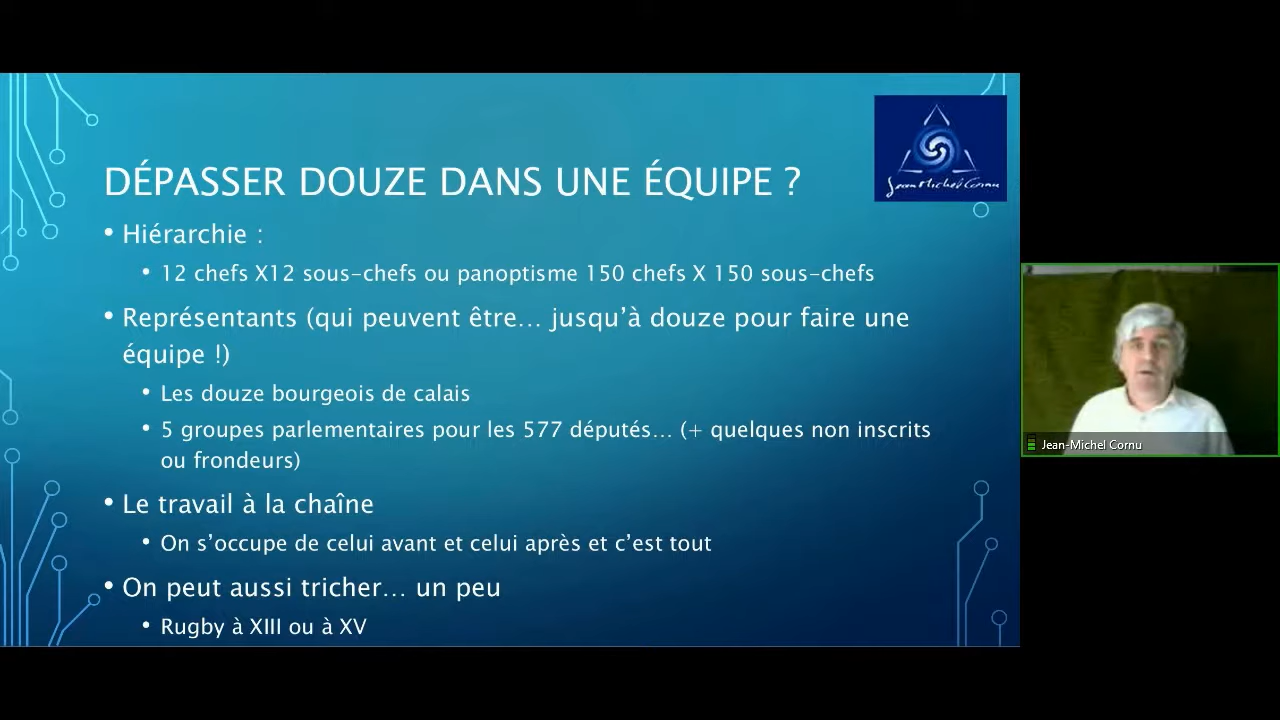 Jean Michel Cornu
DÉPASSER DOUZE DANS UNE ÉQUIPE ?
• Hiérarchie :
• 12 chefs X12 sous-chefs ou panoptisme 150 chefs X 150 sous-chefs
• Représentants (qui peuvent être… jusqu’à douze pour faire une
équipe !)
• Les douze bourgeois de calais
• 5 groupes parlementaires pour les 577 députés… (+ quelques non inscrits
ou frondeurs)
• Le travail à la chaîne
• On s’occupe de celui avant et celui après et c’est tout
• On peut aussi tricher… un peu
• Rugby à XIII ou à XV
Jean-Michel Cornu